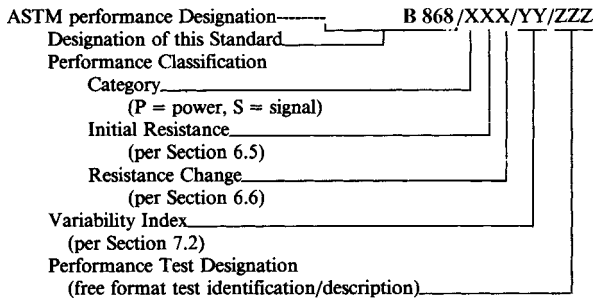 ASTM performance Designation-------- B 868/XXX/YY/ZZZ
Designation of this Standard
Performance Classification
Category
(P = power, S = signal)
Initial Resistance
(per Section 6.5)
Resistance Change
(per Section 6.6)
Variability Index
(per Section 7.2)
Performance Test Designation
(free format test identification/description)